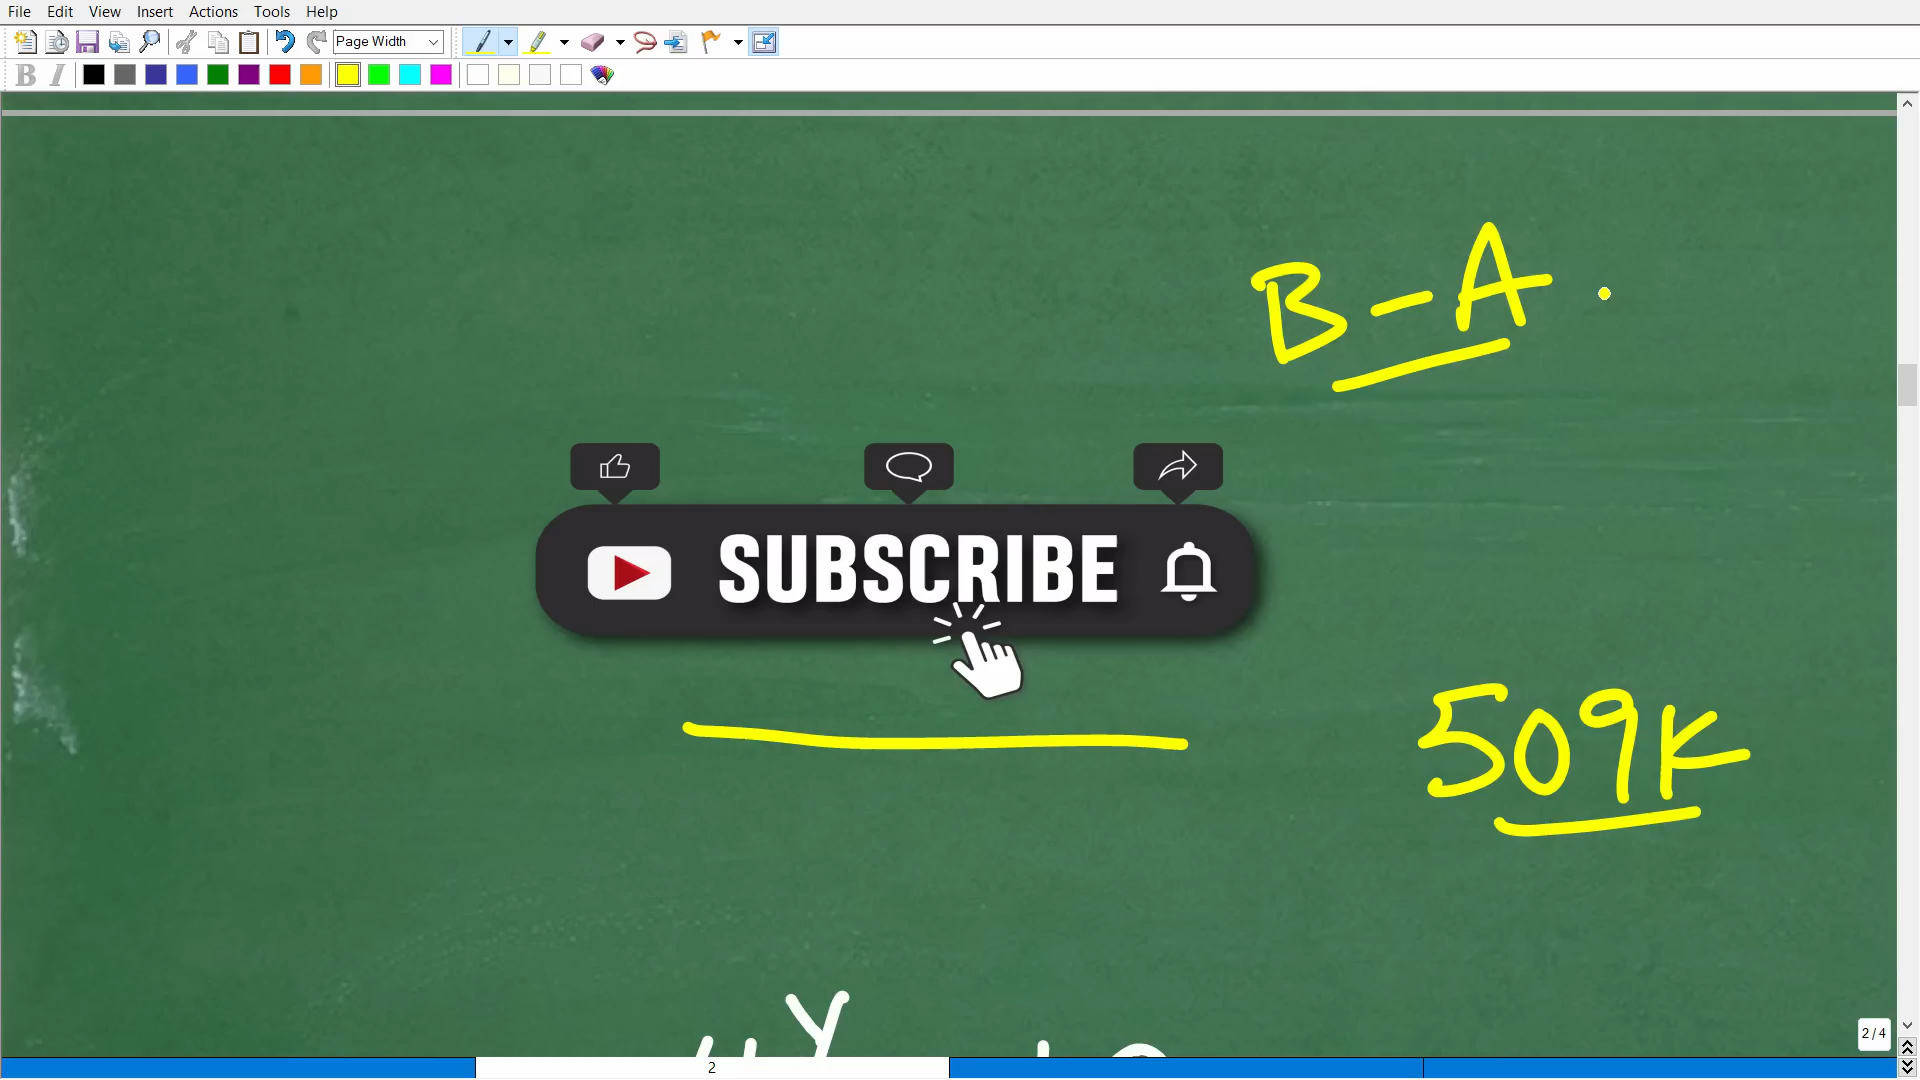 File Edit View Insert Actions Tools Help
Page Width
B I
B - A
SUBSCRIBE
509K
y
2 / 4
2